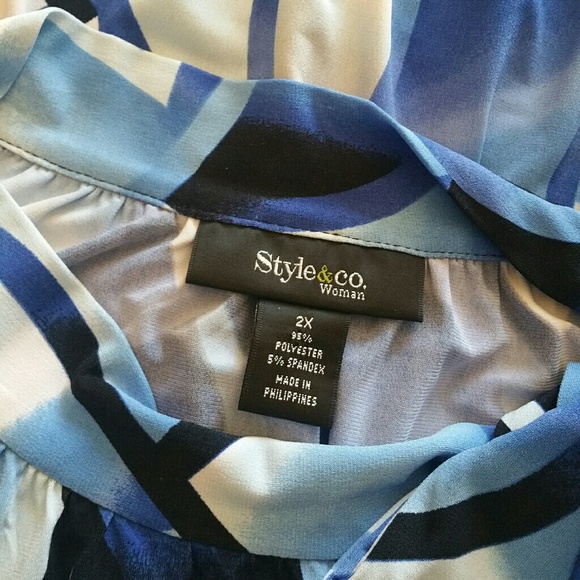 Style&co.
Woman
2X
95%
POLYESTER
5% SPANDEX
MADE IN
PHILIPPINES